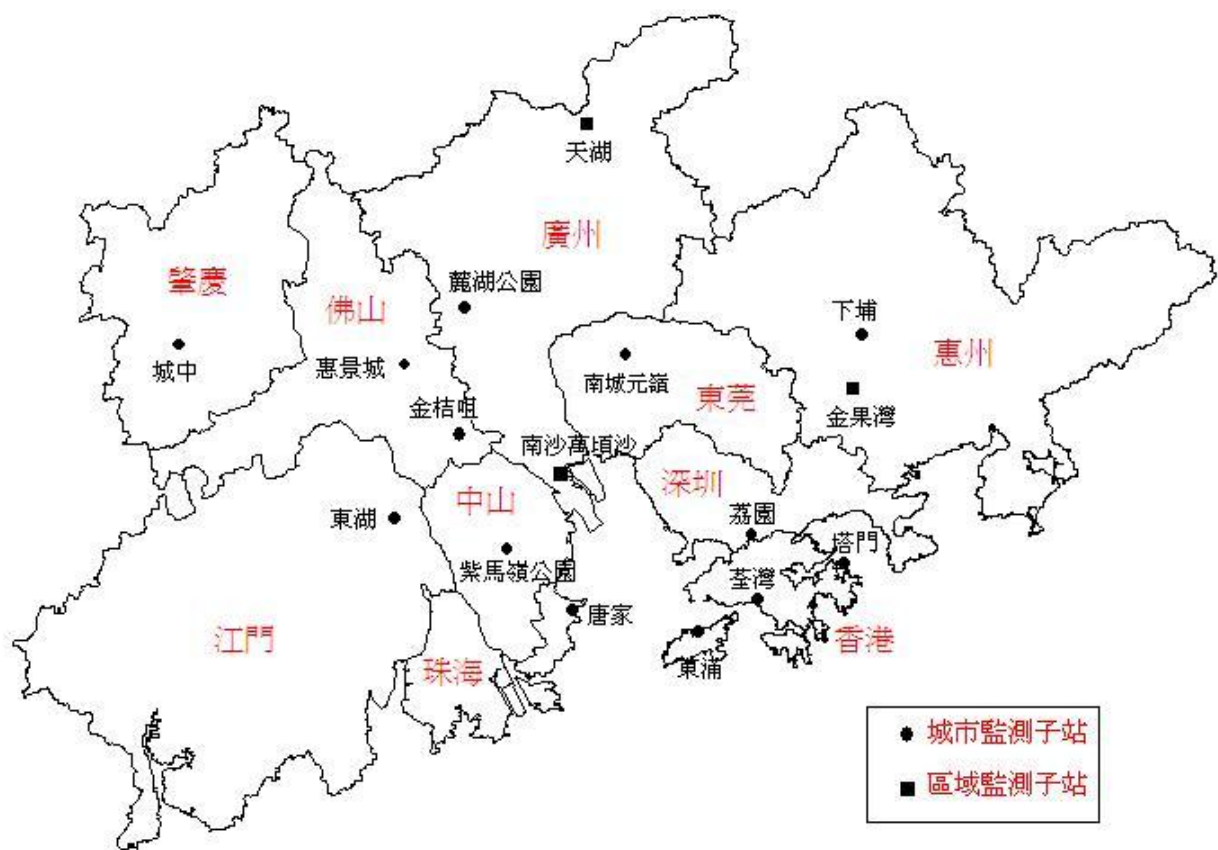 天湖
廣州
肇慶
麓湖公園
佛山
下埔
惠州
城中
惠景城
南城元嶺
東莞
金果灣
金桔咀
南沙萬頃沙
深圳
中山
東湖
荔園
塔門
紫馬嶺公園
荃灣
唐家
江門
香港
珠海
東涌
城市監測子站
區域監測子站